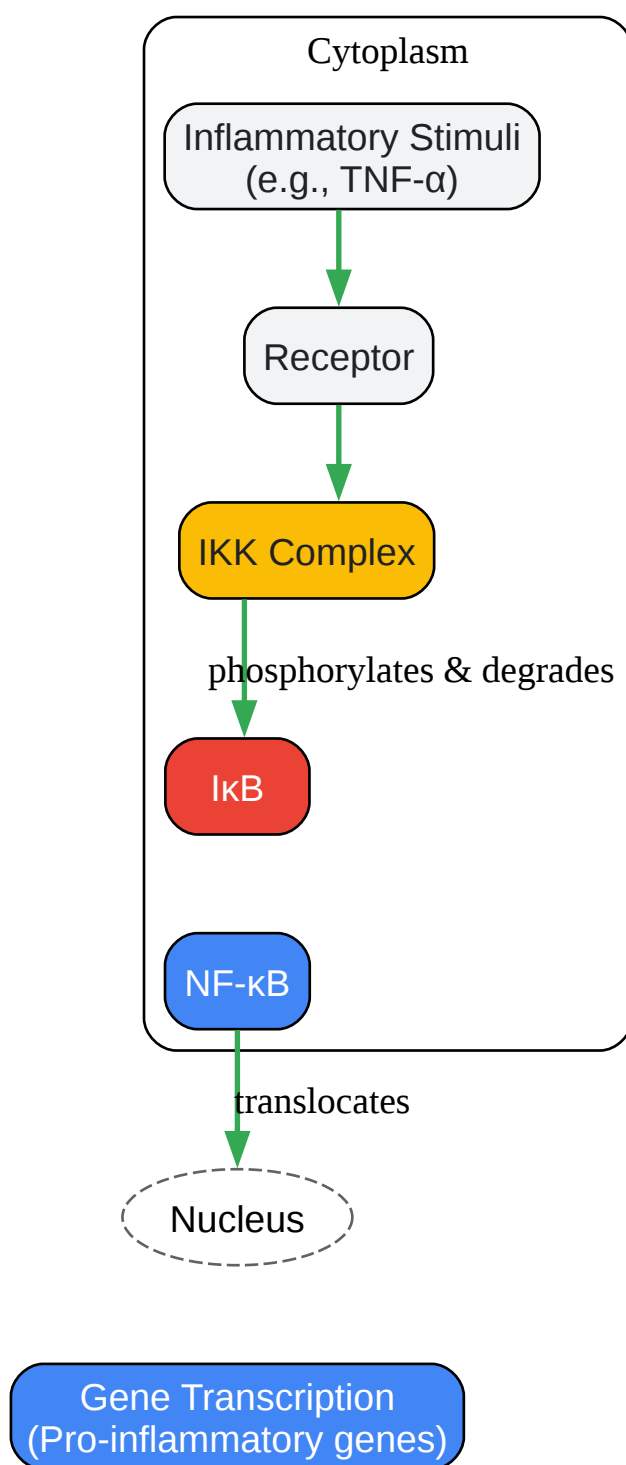 Cytoplasm
Inflammatory Stimuli
(e.g., TNF-α)
Receptor
IKK Complex
phosphorylates & degrades
IκB
NF-κB
translocates
Nucleus
Gene Transcription
(Pro-inflammatory genes)